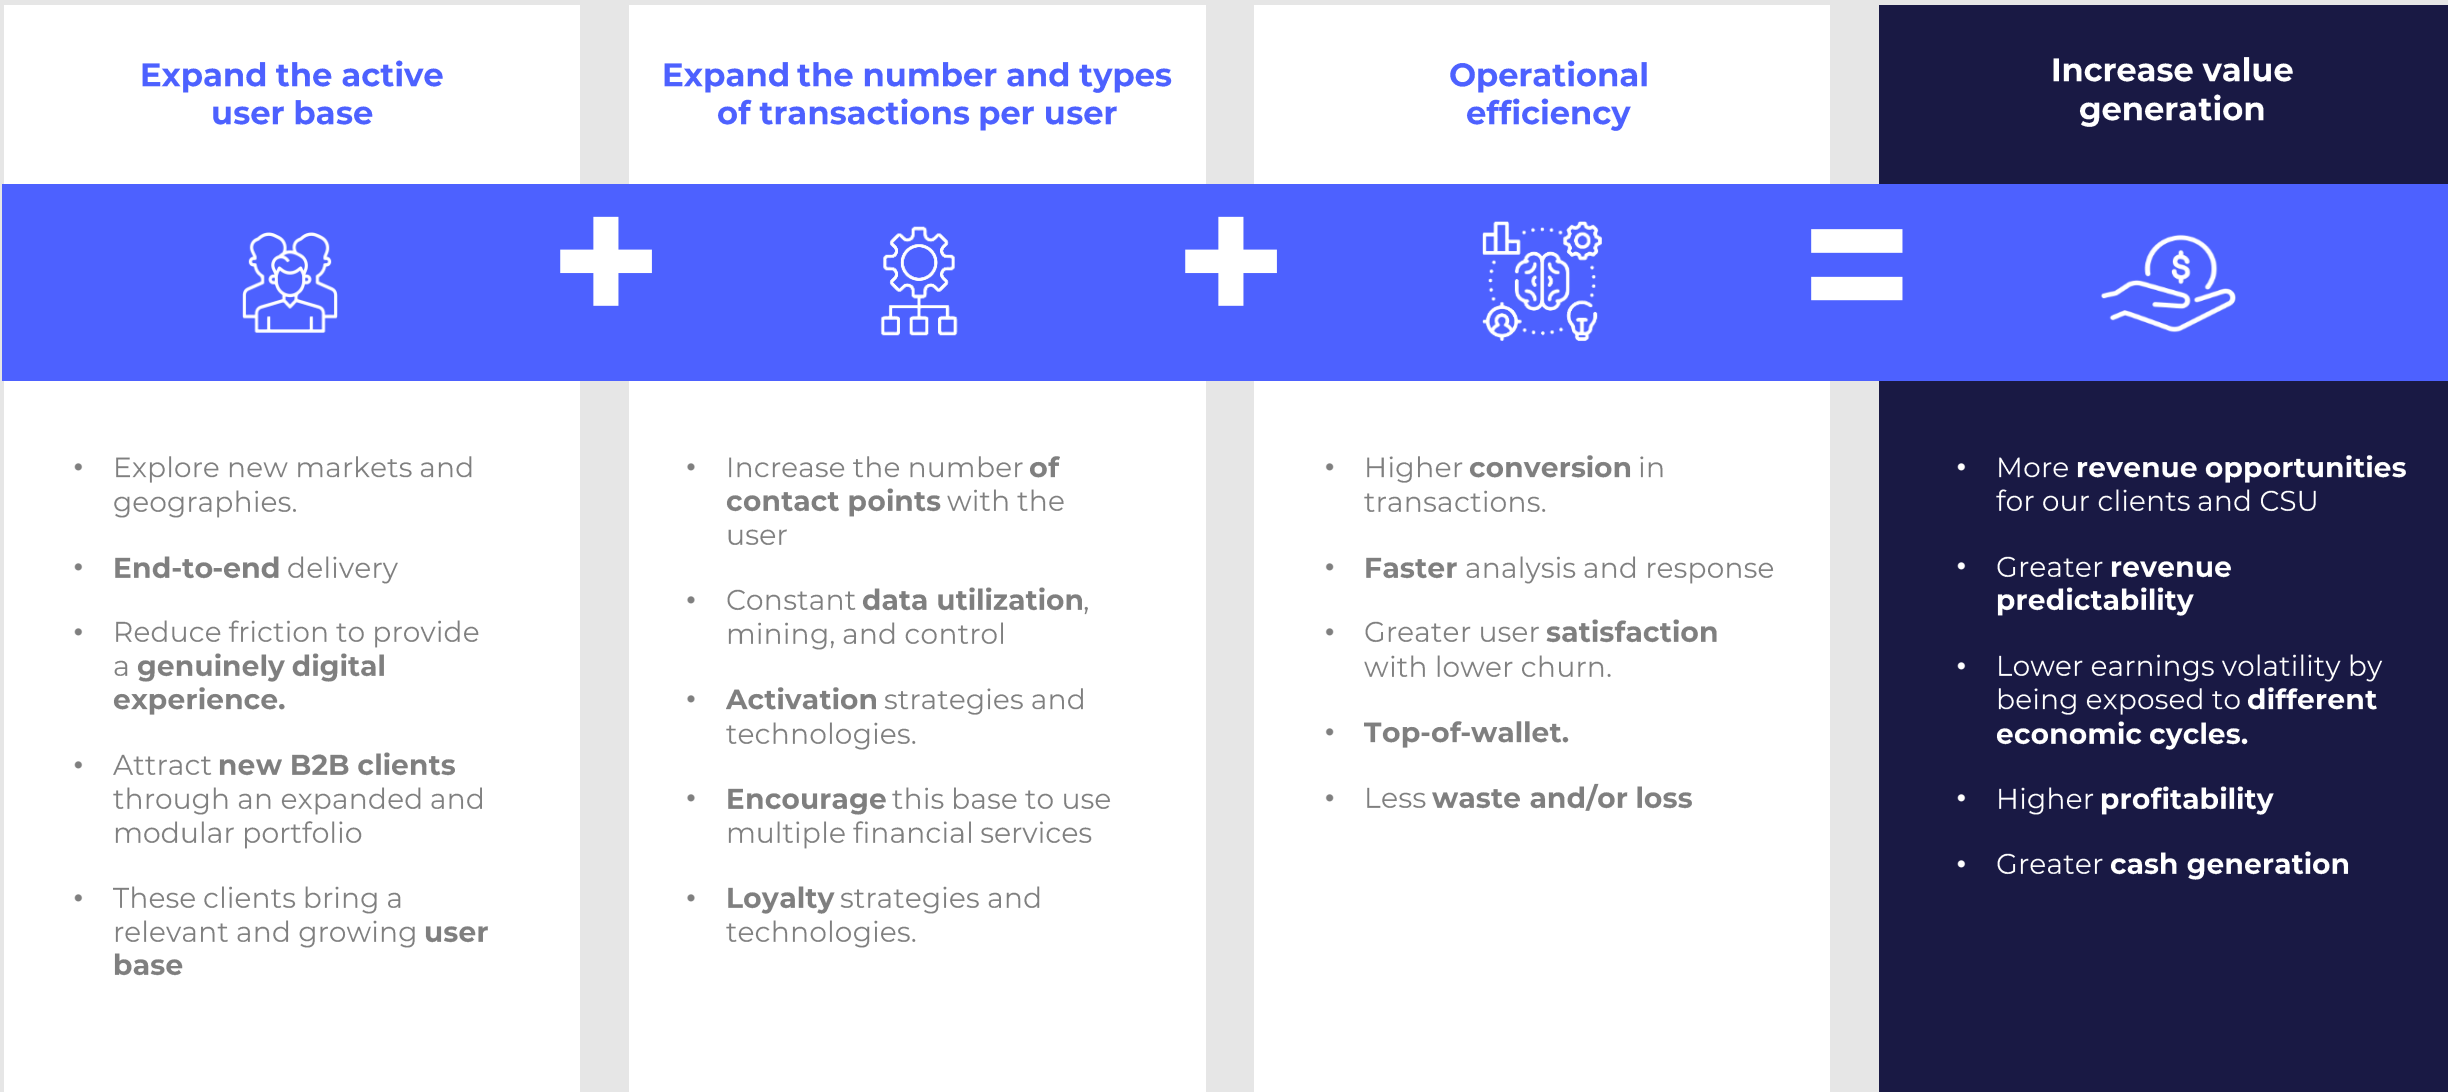 Expand the active
user base
Expand the number and types
of transactions per user
Operational
efficiency
Increase value
generation
$
• Explore new markets and
geographies.
• End-to-end delivery
• Reduce friction to provide
a genuinely digital
experience.
• Attract new B2B clients
through an expanded and
modular portfolio
• These clients bring a
relevant and growing user
base
• Increase the number of
contact points with the
user
• Constant data utilization,
mining, and control
• Activation strategies and
technologies.
• Encourage this base to use
multiple financial services
• Loyalty strategies and
technologies.
• Higher conversion in
transactions.
• Faster analysis and response
• Greater user satisfaction
with lower churn.
• Top-of-wallet.
• Less waste and/or loss
• More revenue opportunities
for our clients and CSU
• Greater revenue
predictability
• Lower earnings volatility by
being exposed to different
economic cycles.
• Higher profitability
• Greater cash generation